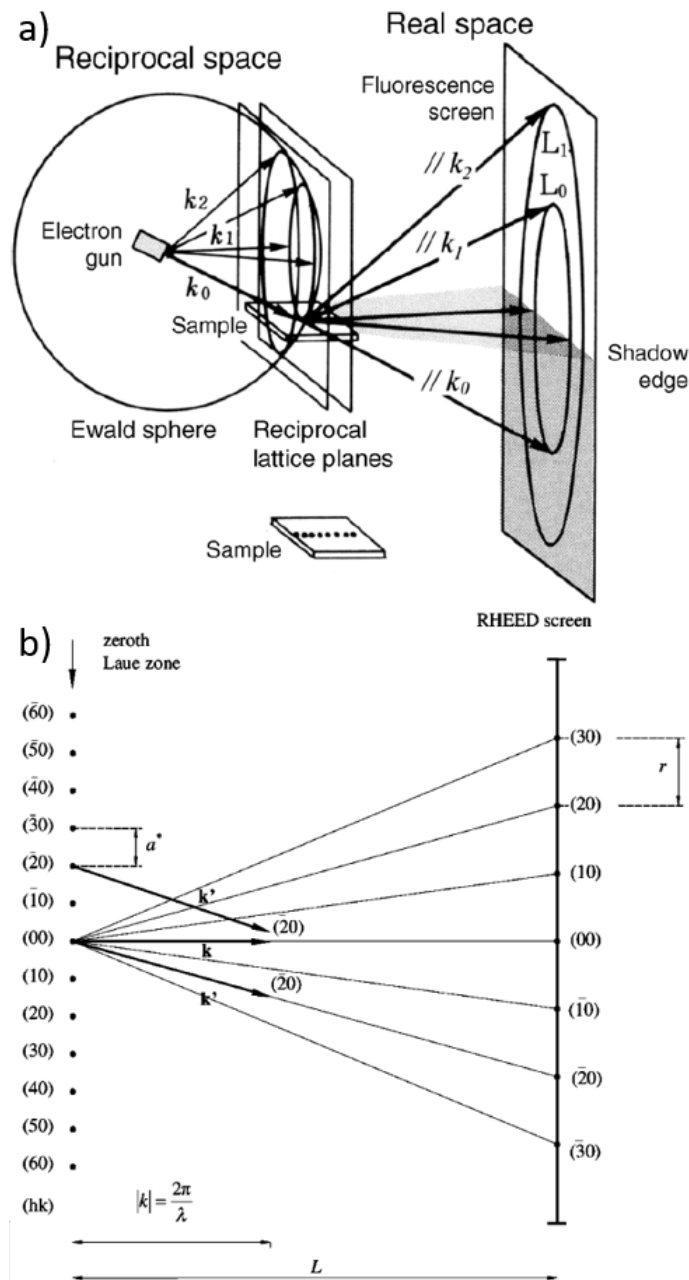 a)
Real space
Reciprocal space
Fluorescence
screen
L₁
// k₂
L₀
k₂
Electron
gun
k₁
// k₁
k₀
Sample
Shadow
edge
// k₀
Ewald sphere
Reciprocal
lattice planes
Sample
RHEED screen
b)
zeroth
Laue zone
(6̄0)
(5̄0)
(30)
(4̄0)
r
(3̄0)
a*
(20)
(2̄0)
k'
(10)
(1̄0)
(2̄0)
(00)
k
(00)
(2̄0)
(10)
k'
(1̄0)
(20)
(2̄0)
(30)
(40)
(3̄0)
(50)
(60)
(hk)
|k| = 2π/λ
L